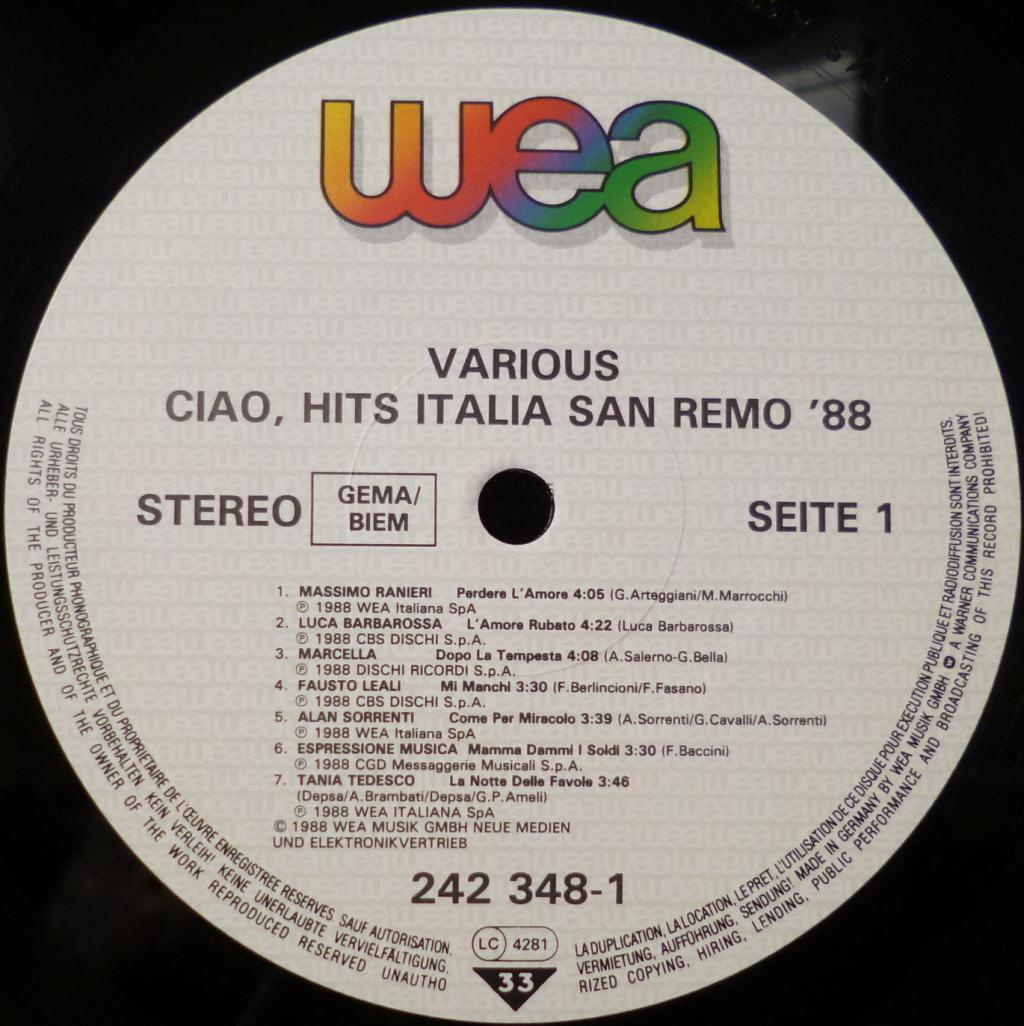 wea
VARIOUS
CIAO, HITS ITALIA SAN REMO '88
STEREO
GEMA/
BIEM
SEITE 1
1. MASSIMO RANIERI Perdere L'Amore 4:05 (G.Arteggiani/M.Marrocchi)
℗ 1988 WEA Italiana SpA
2. LUCA BARBAROSSA L'Amore Rubato 4:22 (Luca Barbarossa)
℗ 1988 CBS DISCHI S.p.A.
3. MARCELLA Dopo La Tempesta 4:08 (A.Salerno-G.Bella)
℗ 1988 DISCHI RICORDI S.p.A.
4. FAUSTO LEALI Mi Manchi 3:30 (F.Berlincioni/F.Fasano)
℗ 1988 CBS DISCHI S.p.A.
5. ALAN SORRENTI Come Per Miracolo 3:39 (A.Sorrenti/G.Cavalli/A.Sorrenti)
℗ 1988 WEA Italiana SpA
6. ESPRESSIONE MUSICA Mamma Dammi I Soldi 3:30 (F.Baccini)
℗ 1988 CGD Messaggerie Musicali S.p.A.
7. TANIA TEDESCO La Notte Delle Favole 3:46
(Depsa/A.Brambati/Depsa/G.P.Ameli)
℗ 1988 WEA ITALIANA SpA
© 1988 WEA MUSIK GMBH NEUE MEDIEN
UND ELEKTRONIKVERTRIEB
242 348-1
LC 4281
33
TOUS DROITS DU PRODUCTEUR PHONOGRAPHIQUE ET DU PROPRIETAIRE DE L'ŒUVRE ENREGISTREE RESERVES SAUF AUTORISATION, LA DUPLICATION, LA LOCATION, LE PRET, L'UTILISATION DE CE DISQUE POUR EXECUTION PUBLIQUE ET RADIODIFFUSION SONT INTERDITS.
ALLE URHEBER- UND LEISTUNGSSCHUTZRECHTE VORBEHALTEN KEIN VERLEIH! KEINE UNERLAUBTE VERVIELFÄLTIGUNG, VERMIETUNG, AUFFÜHRUNG, SENDUNG! MADE IN GERMANY BY WEA MUSIK GMBH A WARNER COMMUNICATIONS COMPANY
ALL RIGHTS OF THE PRODUCER AND OF THE OWNER OF THE WORK REPRODUCED RESERVED UNAUTHORIZED COPYING, HIRING, LENDING, PUBLIC PERFORMANCE AND BROADCASTING OF THIS RECORD PROHIBITED!